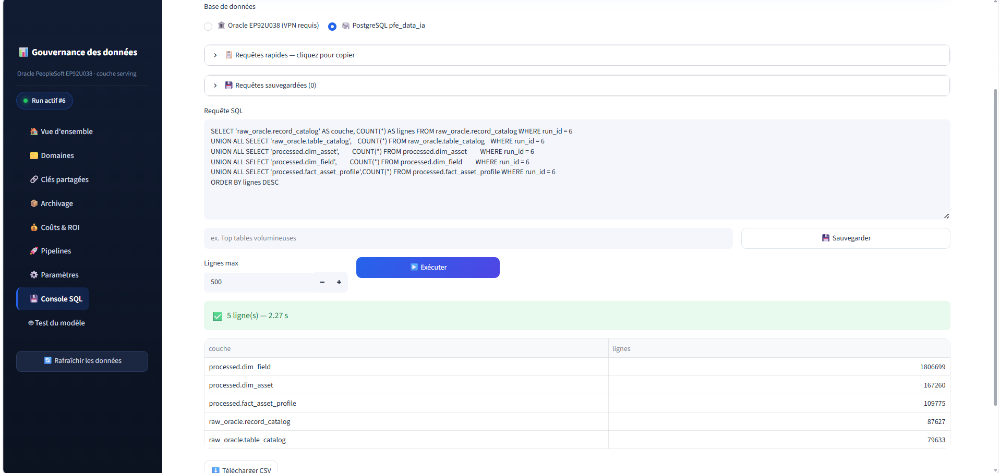 Gouvernance des données
Oracle PeopleSoft EP92U038 · couche serving
Run actif #6
Vue d'ensemble
Domaines
Clés partagées
Archivage
Coûts & ROI
Pipelines
Paramètres
Console SQL
Test du modèle
Rafraîchir les données
Base de données
Oracle EP92U038 (VPN requis) PostgreSQL pfe_data_ia
Requêtes rapides — cliquez pour copier
Requêtes sauvegardées (0)
Requête SQL
SELECT 'raw_oracle.record_catalog' AS couche, COUNT(*) AS lignes FROM raw_oracle.record_catalog WHERE run_id = 6
UNION ALL SELECT 'raw_oracle.table_catalog', COUNT(*) FROM raw_oracle.table_catalog WHERE run_id = 6
UNION ALL SELECT 'processed.dim_asset', COUNT(*) FROM processed.dim_asset WHERE run_id = 6
UNION ALL SELECT 'processed.dim_field', COUNT(*) FROM processed.dim_field WHERE run_id = 6
UNION ALL SELECT 'processed.fact_asset_profile',COUNT(*) FROM processed.fact_asset_profile WHERE run_id = 6
ORDER BY lignes DESC
ex. Top tables volumineuses
Sauvegarder
Lignes max
500
Exécuter
5 ligne(s) — 2.27 s
couche lignes
processed.dim_field 1806699
processed.dim_asset 167260
processed.fact_asset_profile 109775
raw_oracle.record_catalog 87627
raw_oracle.table_catalog 79633
Télécharger CSV